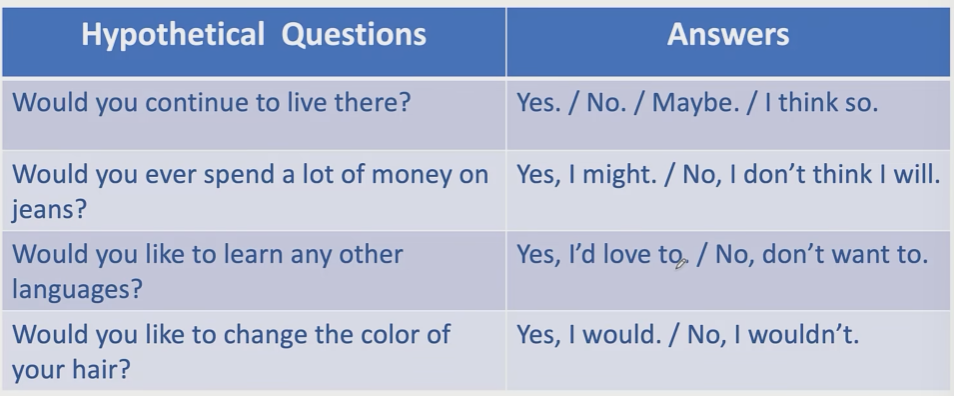 Hypothetical Questions
Answers
Would you continue to live there?
Yes. / No. / Maybe. / I think so.
Would you ever spend a lot of money on
jeans?
Yes, I might. / No, I don't think I will.
Would you like to learn any other
languages?
Yes, I'd love to. / No, don't want to.
Would you like to change the color of
your hair?
Yes, I would. / No, I wouldn't.